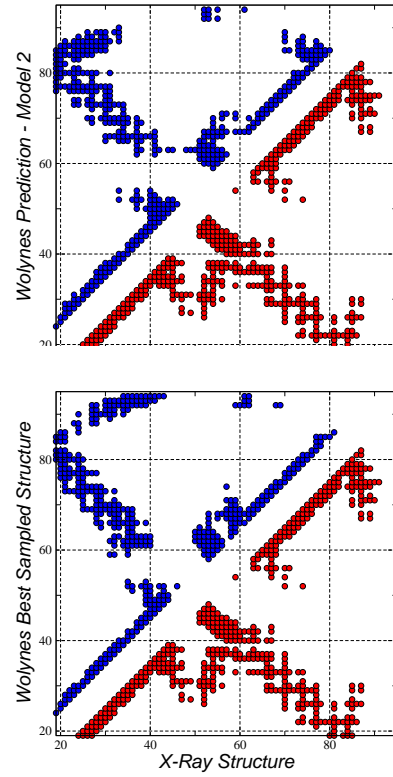 80
60
40
20
Wolynes Prediction - Model 2
80
60
40
20
Wolynes Best Sampled Structure
20 40 60 80
X-Ray Structure